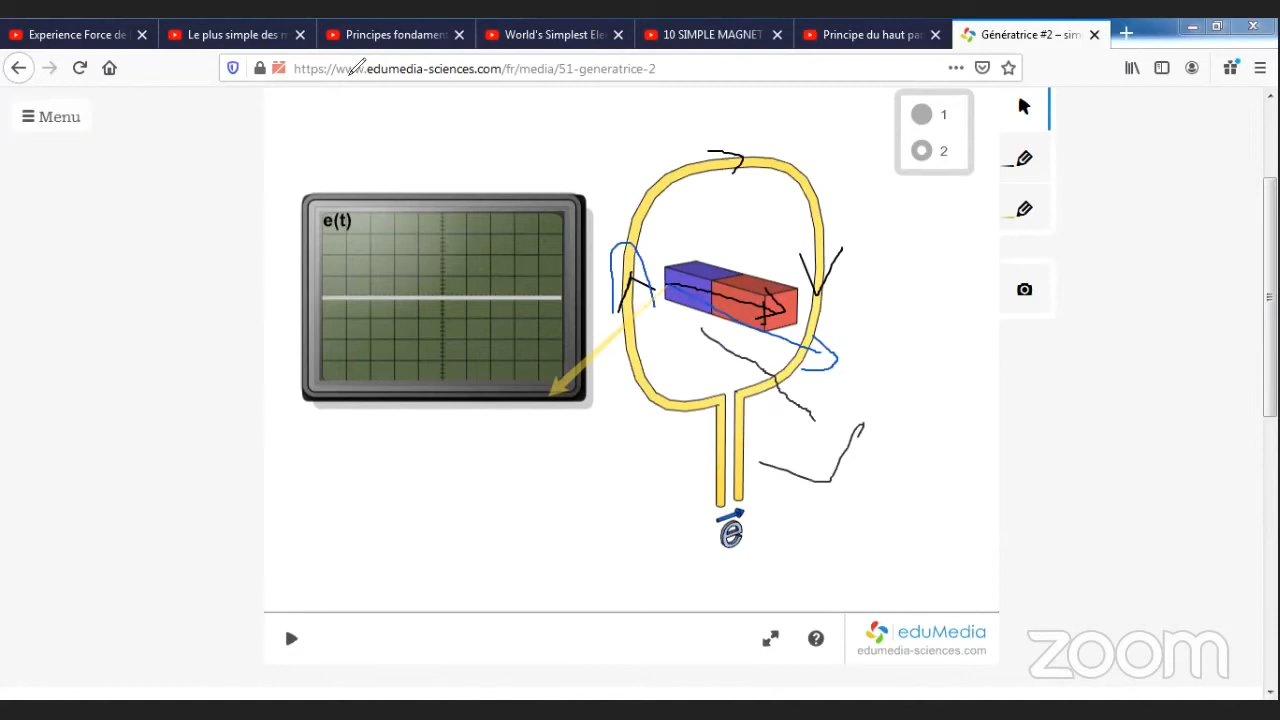 Experience Force de
Le plus simple des m
Principes fondament
World's Simplest Ele
10 SIMPLE MAGNET
Principe du haut pa
Génératrice #2 – sim
https://www.edumedia-sciences.com/fr/media/51-generatrice-2
Menu
1
2
e(t)
e
eduMedia
edumedia-sciences.com
zoom